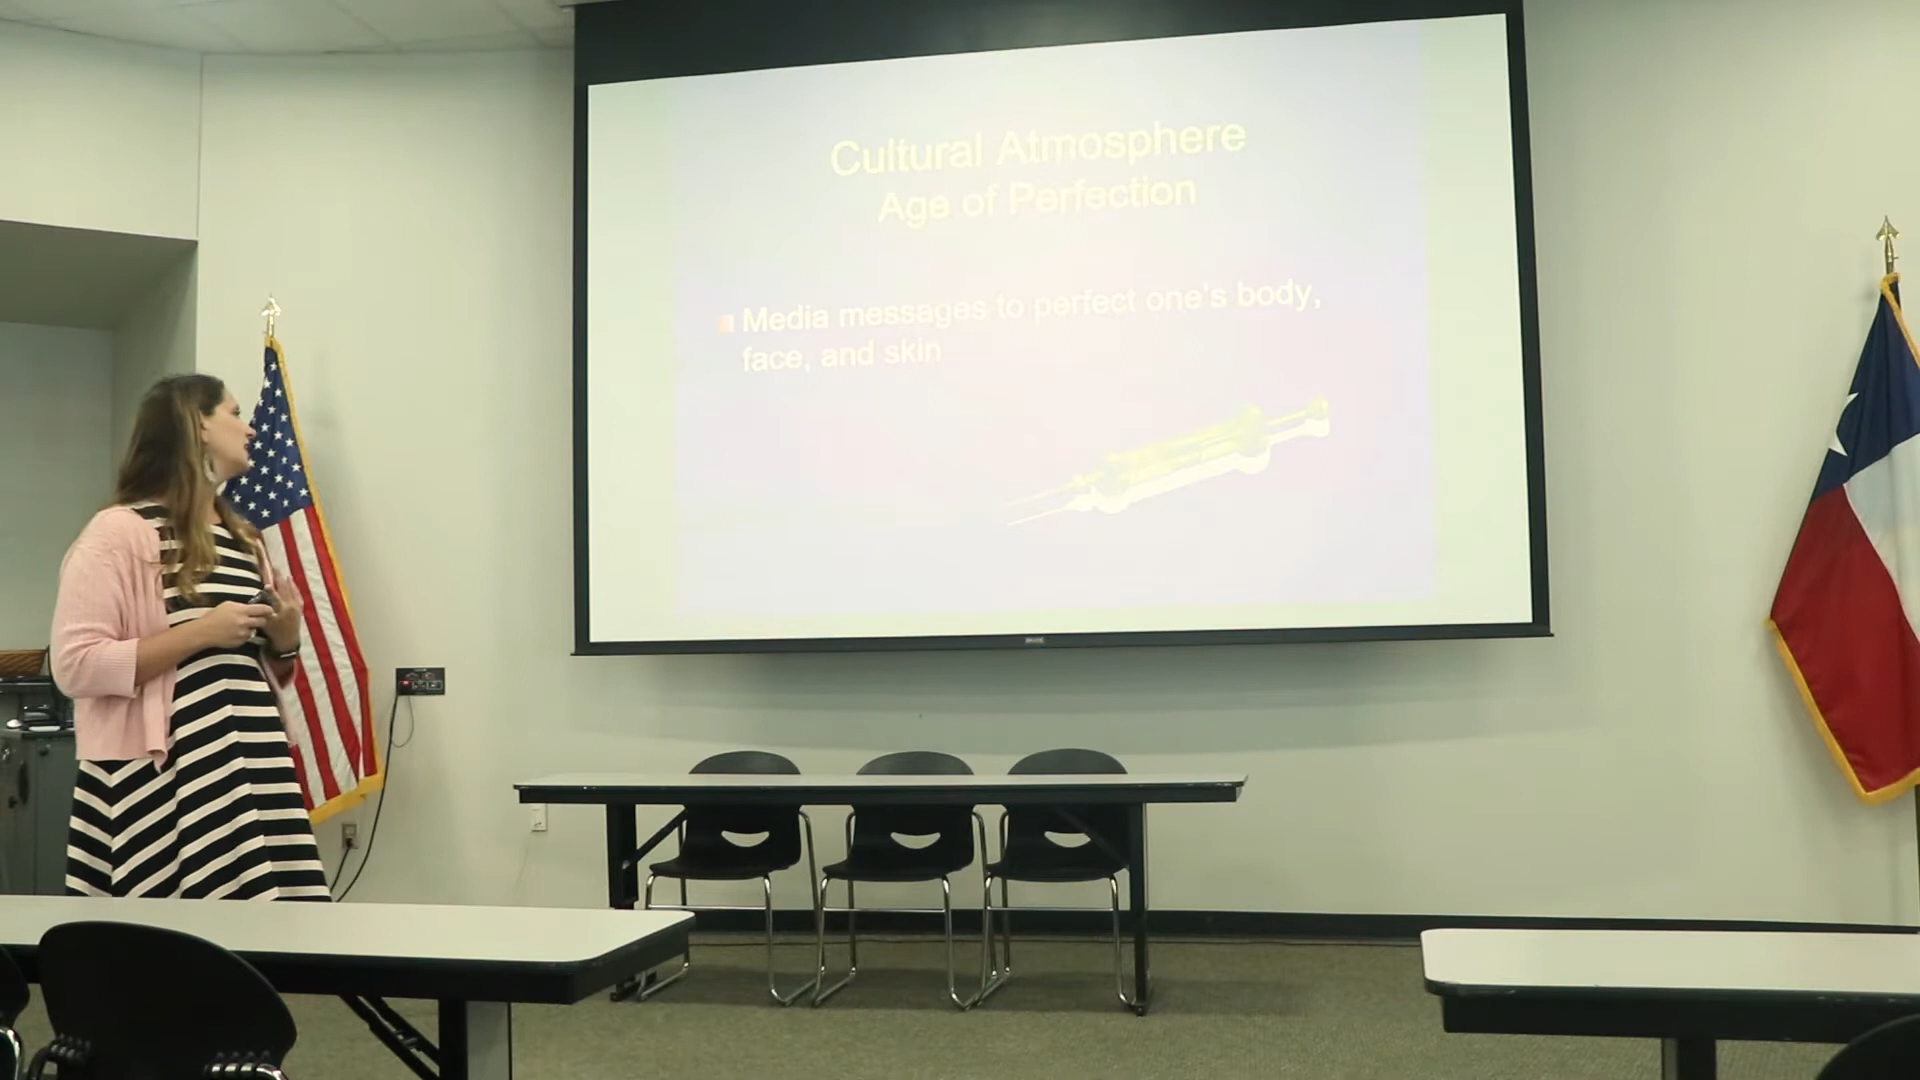 Cultural Atmosphere
Age of Perfection
Media messages to perfect one's body,
face, and skin